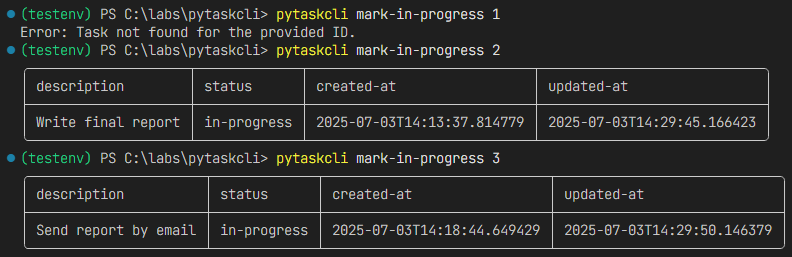 (testenv) PS C:\labs\pytaskcli> pytaskcli mark-in-progress 1
Error: Task not found for the provided ID.
(testenv) PS C:\labs\pytaskcli> pytaskcli mark-in-progress 2
description status created-at updated-at
Write final report in-progress 2025-07-03T14:13:37.814779 2025-07-03T14:29:45.166423
(testenv) PS C:\labs\pytaskcli> pytaskcli mark-in-progress 3
description status created-at updated-at
Send report by email in-progress 2025-07-03T14:18:44.649429 2025-07-03T14:29:50.146379